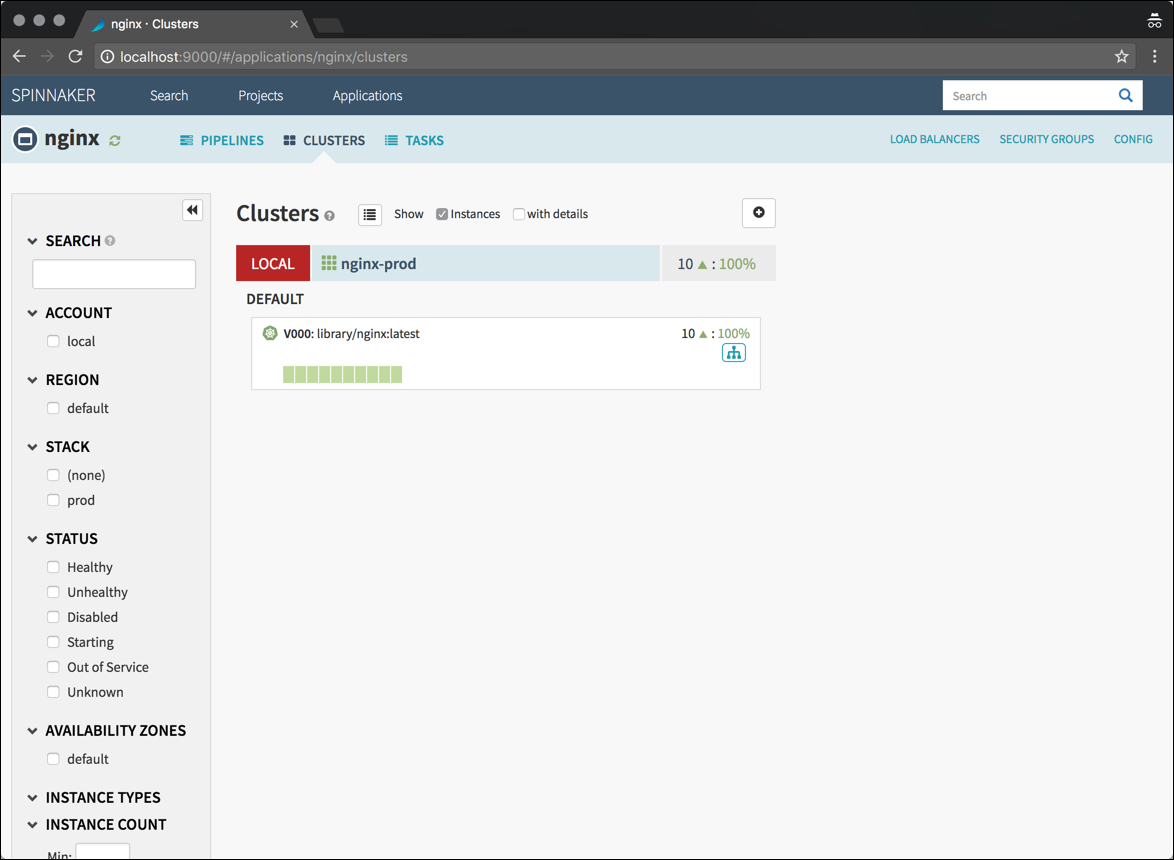 nginx · Clusters
localhost:9000/#/applications/nginx/clusters
SPINNAKER Search Projects Applications Search
nginx PIPELINES CLUSTERS TASKS LOAD BALANCERS SECURITY GROUPS CONFIG
SEARCH
ACCOUNT
local
REGION
default
STACK
(none)
prod
STATUS
Healthy
Unhealthy
Disabled
Starting
Out of Service
Unknown
AVAILABILITY ZONES
default
INSTANCE TYPES
INSTANCE COUNT
Min:
Clusters Show Instances with details
LOCAL nginx-prod 10 ▲ : 100%
DEFAULT
V000: library/nginx:latest 10 ▲ : 100%